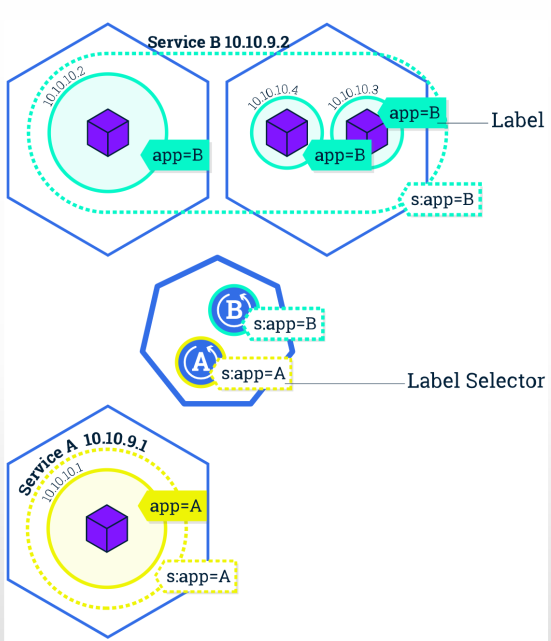 Service B 10.10.9.2
10.10.10.2
10.10.10.4
10.10.10.3
app=B
Label
app=B
app=B
s:app=B
B
s:app=B
A
s:app=A
Label Selector
Service A 10.10.9.1
10.10.10.1
app=A
s:app=A